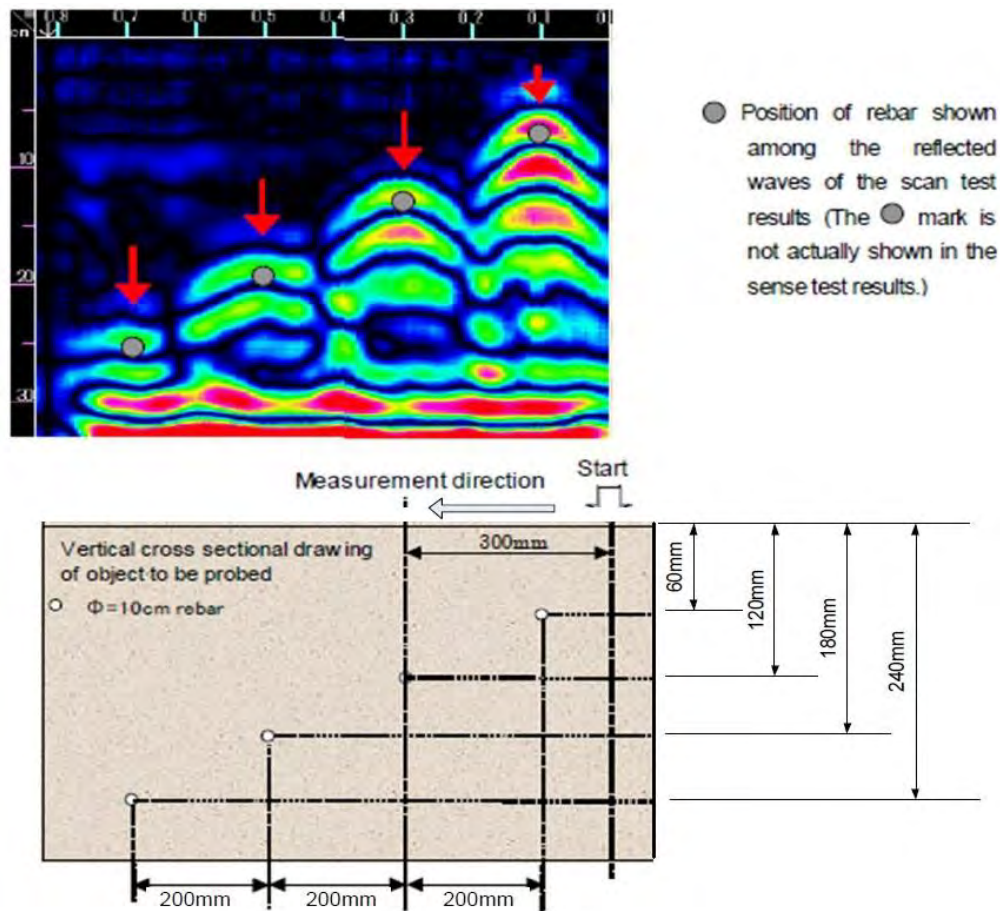 0.8 0.7 0.6 0.5 0.4 0.3 0.2 0.1
cm
10
20
30
Position of rebar shown
among the reflected
waves of the scan test
results (The mark is
not actually shown in the
sense test results.)
Measurement direction
Start
Vertical cross sectional drawing
of object to be probed
Φ=10cm rebar
300mm
60mm
120mm
180mm
240mm
200mm 200mm 200mm